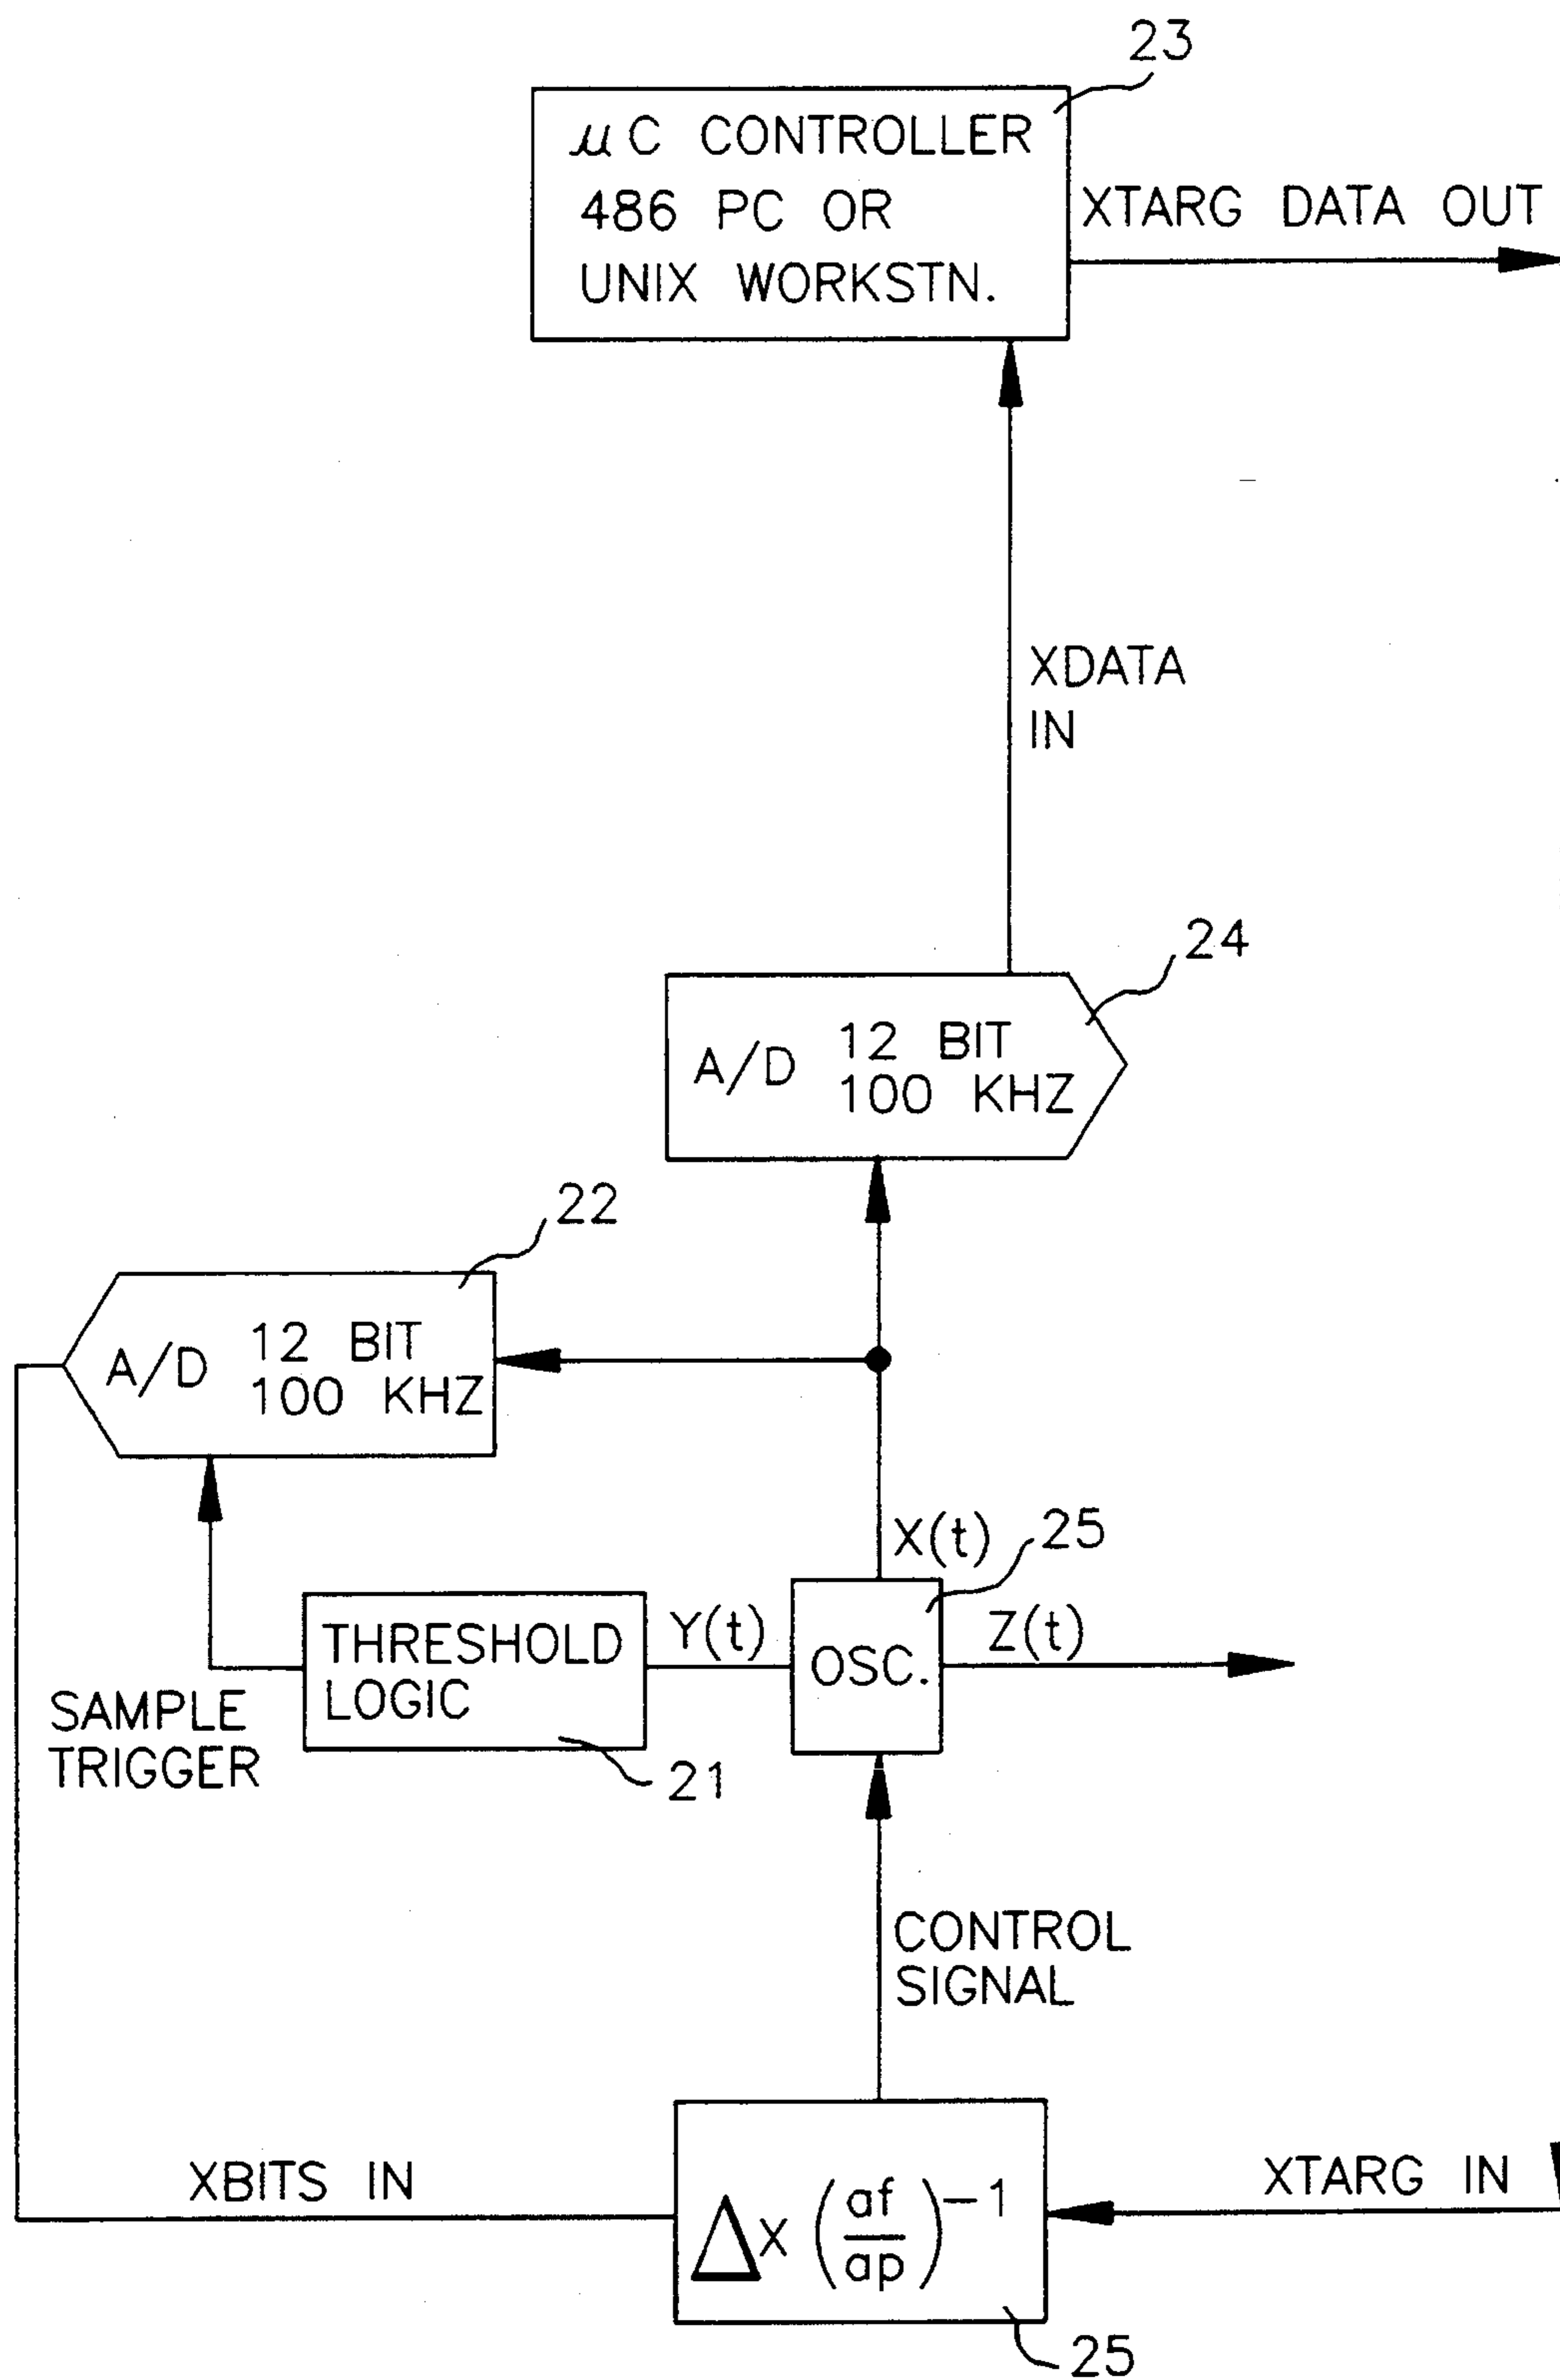 23
μC CONTROLLER
486 PC OR
UNIX WORKSTN.
XTARG DATA OUT
XDATA
IN
24
A/D 12 BIT
100 KHZ
22
A/D 12 BIT
100 KHZ
X(t)
25
THRESHOLD
LOGIC
Y(t)
OSC.
Z(t)
SAMPLE
TRIGGER
21
CONTROL
SIGNAL
XBITS IN
XTARG IN
Δx (af/ap)−1
25